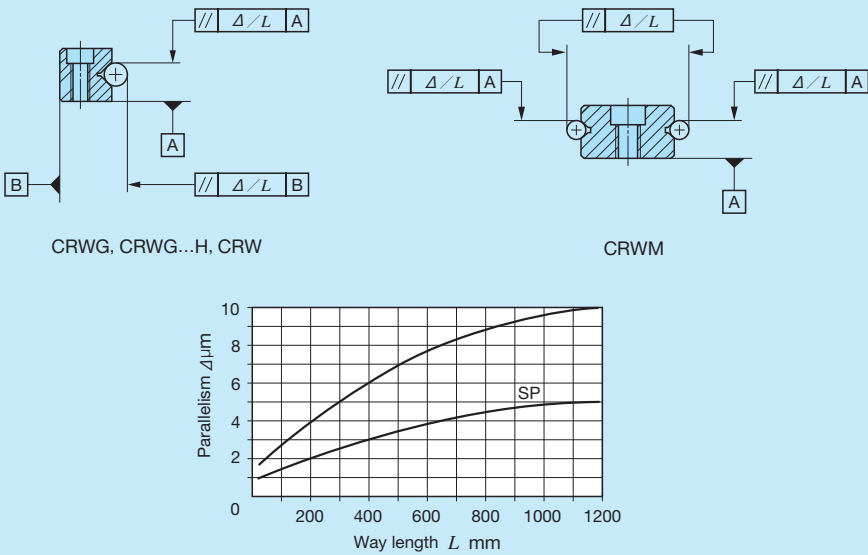 // Δ/L A
// Δ/L
// Δ/L A
// Δ/L A
A
B
// Δ/L B
A
CRWG, CRWG...H, CRW
CRWM
10
8
6
4
2
0
Parallelism Δμm
SP
200 400 600 800 1000 1200
Way length L mm